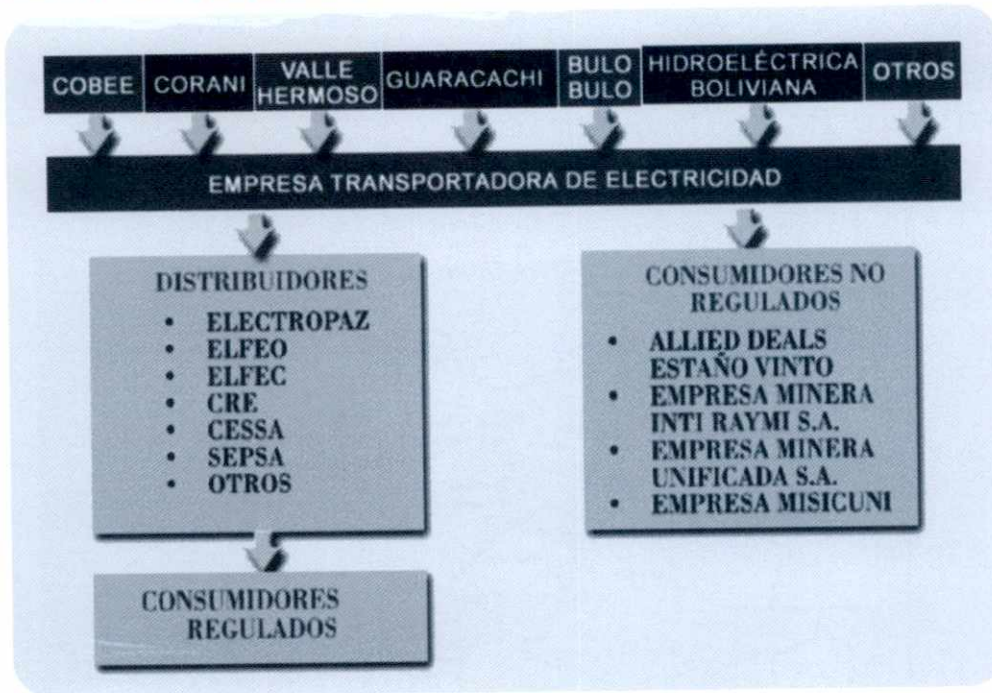 COBEE
CORANI
VALLE
HERMOSO
GUARACACHI
BULO
BULO
HIDROELÉCTRICA
BOLIVIANA
OTROS
EMPRESA TRANSPORTADORA DE ELECTRICIDAD
DISTRIBUIDORES
• ELECTROPAZ
• ELFEO
• ELFEC
• CRE
• CESSA
• SEPSA
• OTROS
CONSUMIDORES NO
REGULADOS
• ALLIED DEALS
ESTAÑO VINTO
• EMPRESA MINERA
INTI RAYMI S.A.
• EMPRESA MINERA
UNIFICADA S.A.
• EMPRESA MISICUNI
CONSUMIDORES
REGULADOS